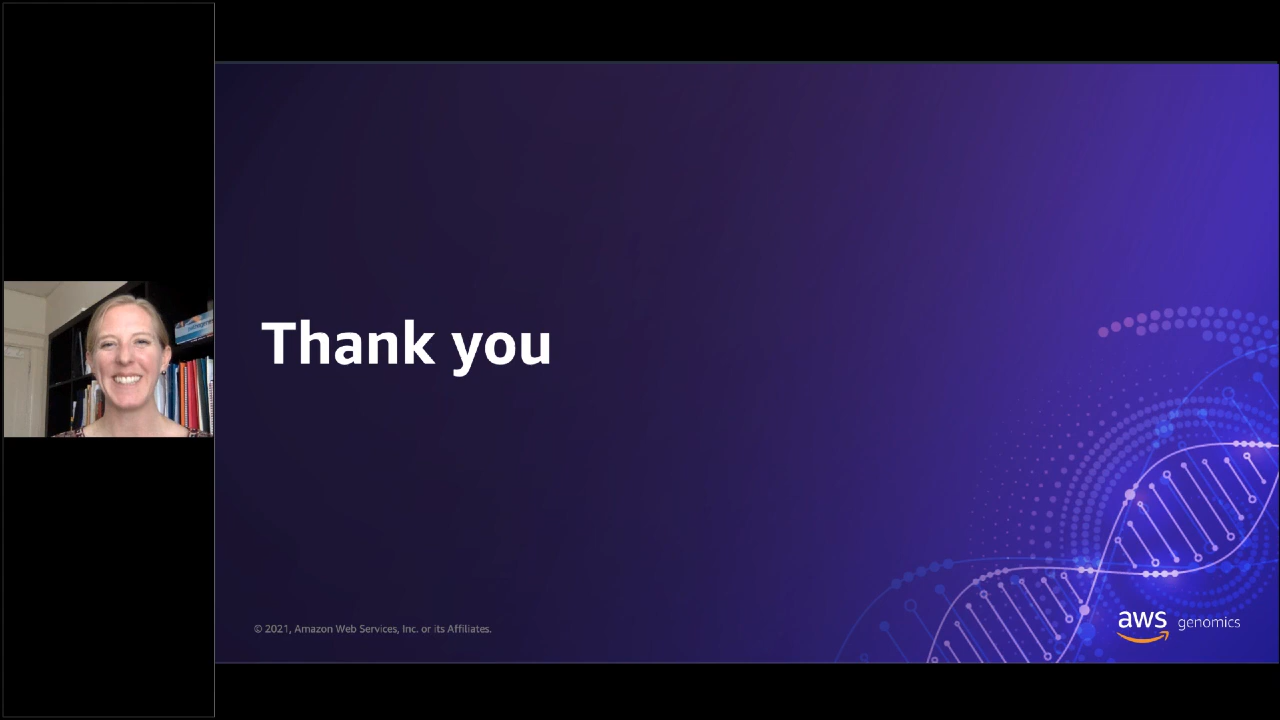 Thank you
© 2021, Amazon Web Services, Inc. or its Affiliates.
aws genomics